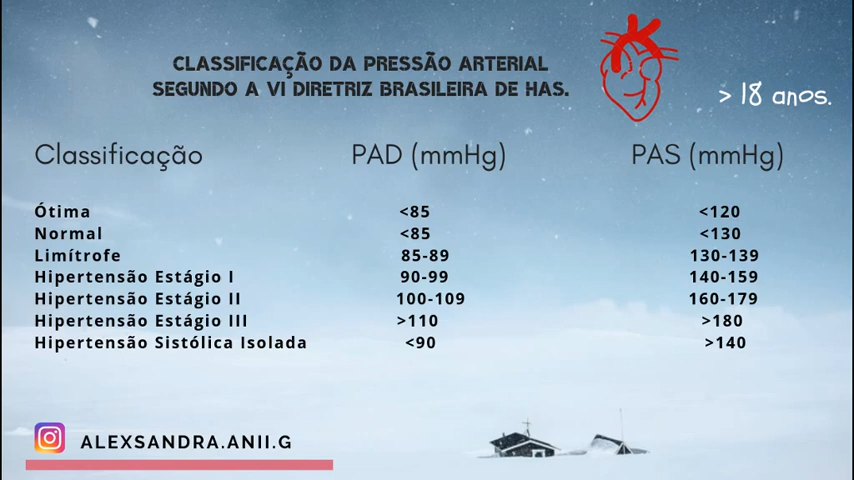 CLASSIFICAÇÃO DA PRESSÃO ARTERIAL
SEGUNDO A VI DIRETRIZ BRASILEIRA DE HAS.
> 18 anos.
Classificação PAD (mmHg) PAS (mmHg)
Ótima <85 <120
Normal <85 <130
Limítrofe 85-89 130-139
Hipertensão Estágio I 90-99 140-159
Hipertensão Estágio II 100-109 160-179
Hipertensão Estágio III >110 >180
Hipertensão Sistólica Isolada <90 >140
ALEXSANDRA.ANII.G